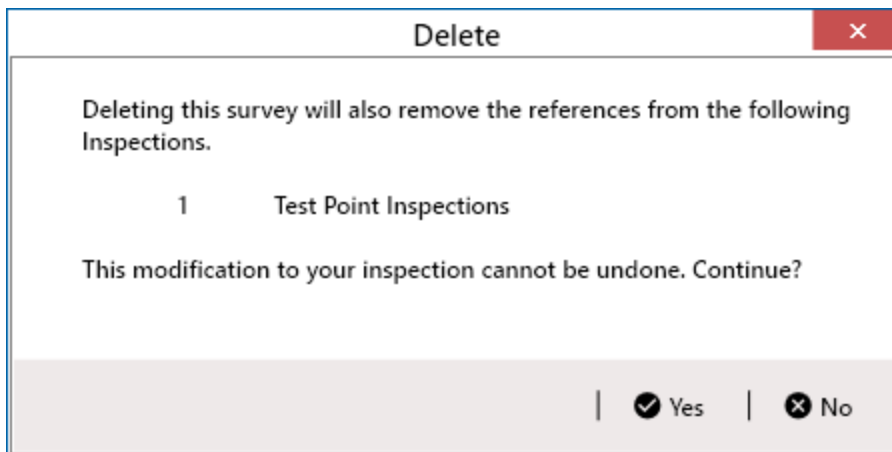 Delete
Deleting this survey will also remove the references from the following
Inspections.
1 Test Point Inspections
This modification to your inspection cannot be undone. Continue?
Yes No